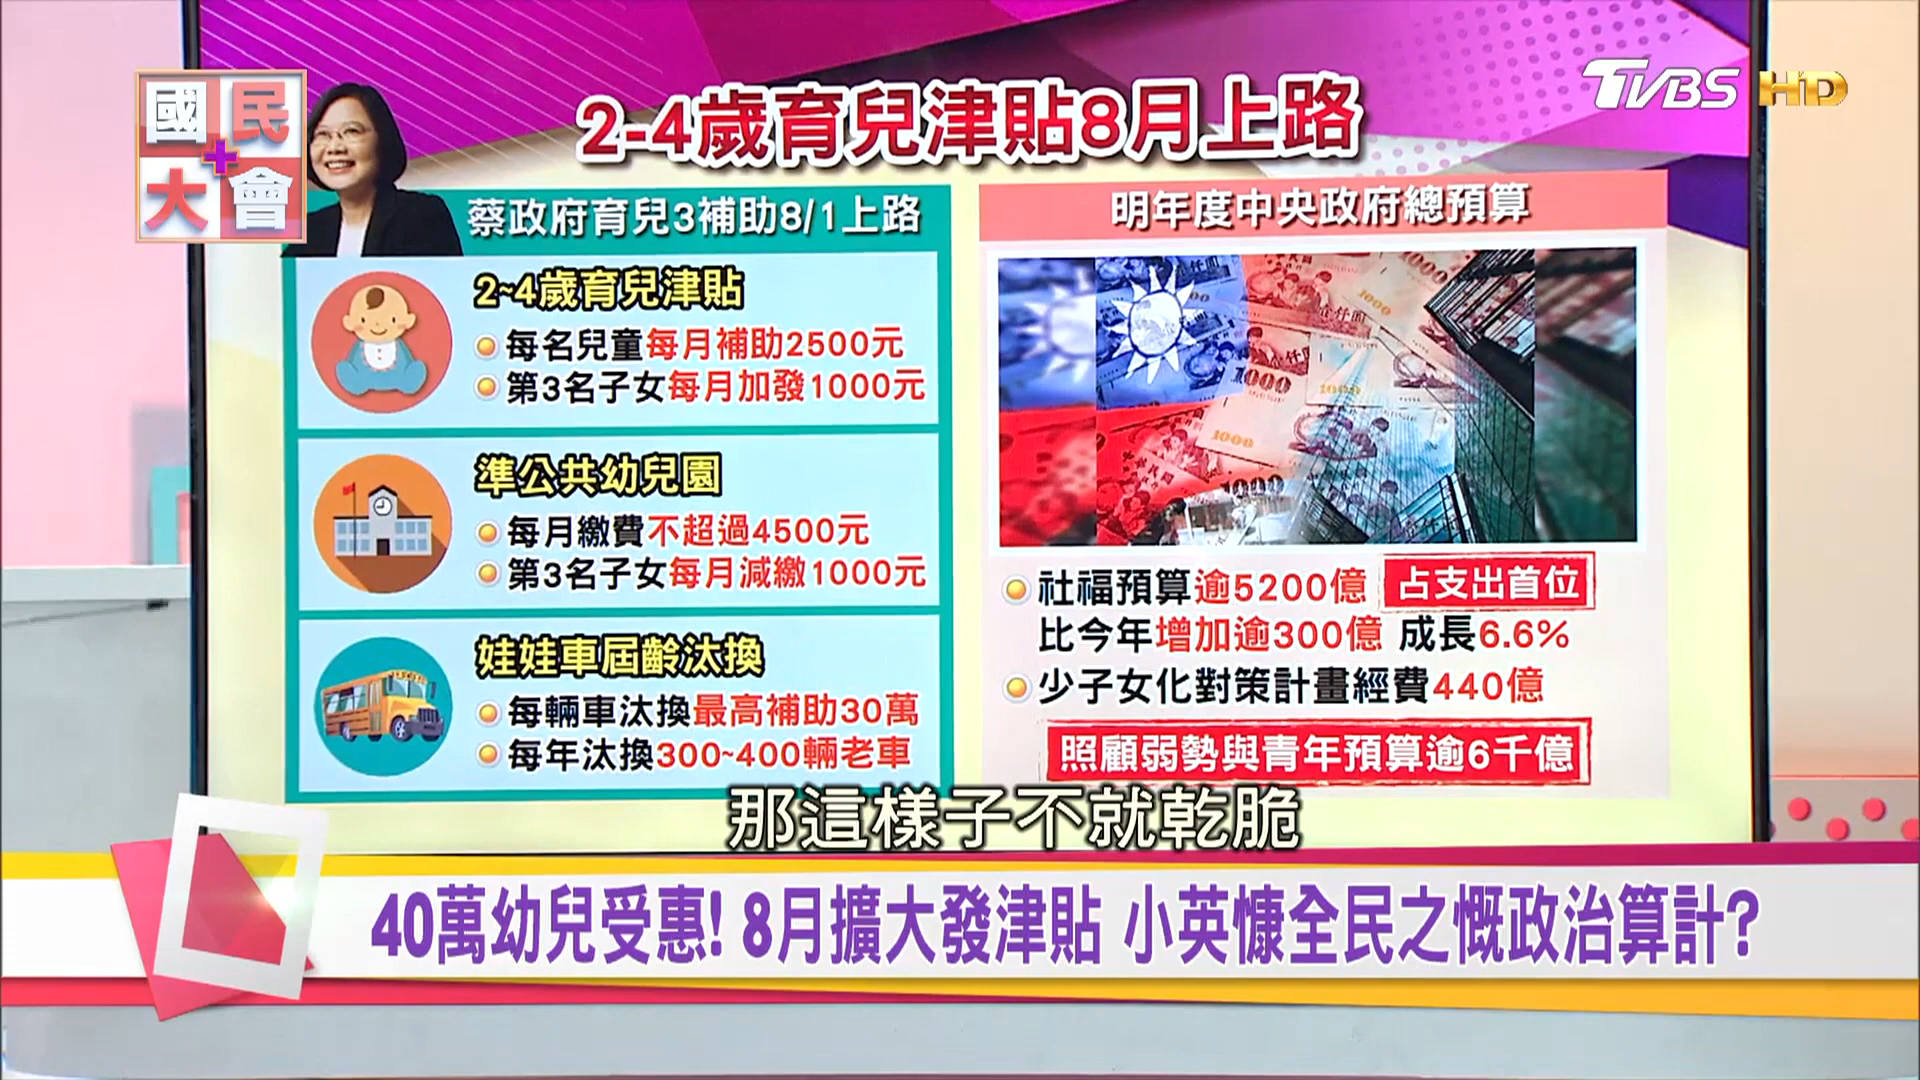 國民
大會
TVBS HD
2-4歲育兒津貼8月上路
蔡政府育兒3補助8/1上路
2~4歲育兒津貼
每名兒童每月補助2500元
第3名子女每月加發1000元
準公共幼兒園
每月繳費不超過4500元
第3名子女每月減繳1000元
娃娃車屆齡汰換
每輛車汰換最高補助30萬
每年汰換300~400輛老車
明年度中央政府總預算
1000
1000
1000
1000
1000
社福預算逾5200億 占支出首位
比今年增加逾300億 成長6.6%
少子女化對策計畫經費440億
照顧弱勢與青年預算逾6千億
那這樣子不就乾脆
40萬幼兒受惠! 8月擴大發津貼 小英慷全民之慨政治算計?